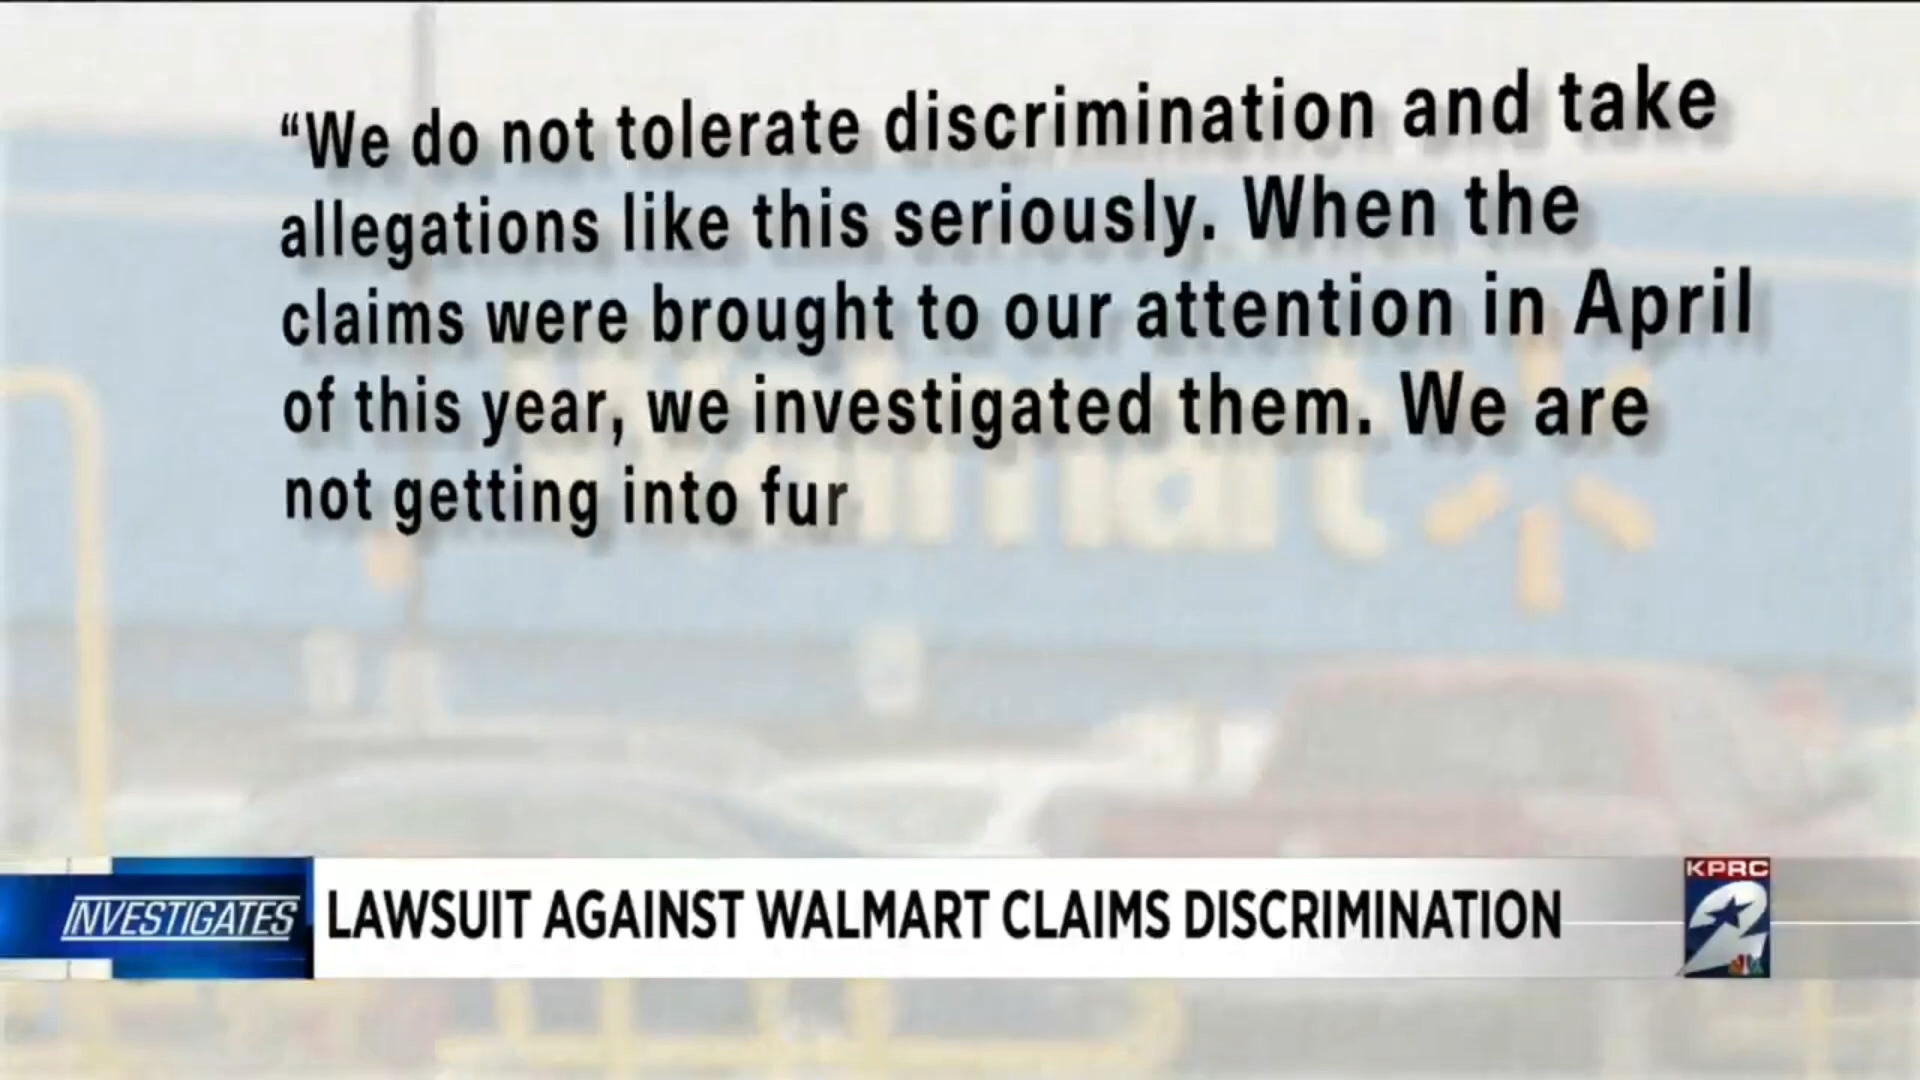 “We do not tolerate discrimination and take
allegations like this seriously. When the
claims were brought to our attention in April
of this year, we investigated them. We are
not getting into fur
Walmart
INVESTIGATES
LAWSUIT AGAINST WALMART CLAIMS DISCRIMINATION
KPRC
2